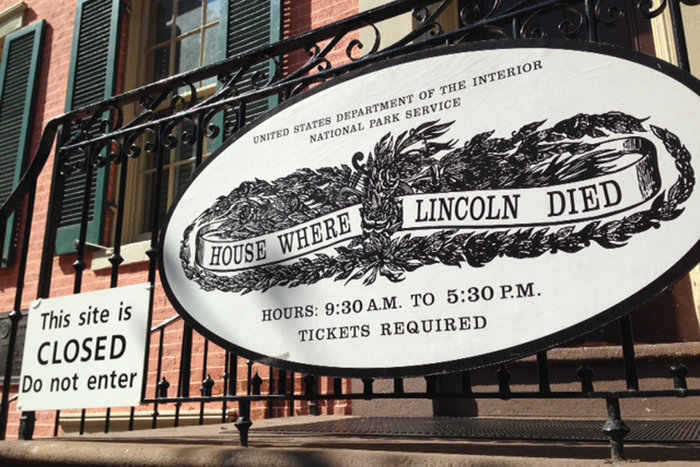 UNITED STATES DEPARTMENT OF THE INTERIOR
NATIONAL PARK SERVICE
HOUSE WHERE LINCOLN DIED
HOURS: 9:30 A.M. TO 5:30 P.M.
TICKETS REQUIRED
This site is
CLOSED
Do not enter